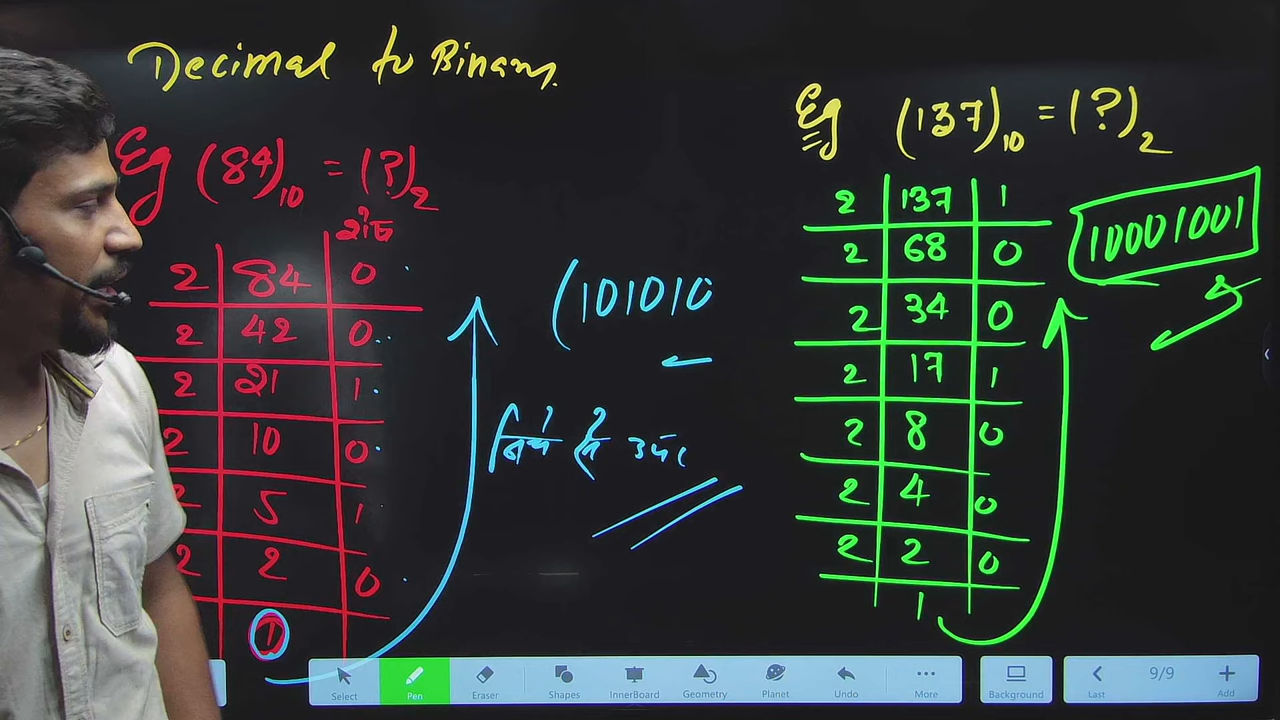 Decimal to Binary
Eg (84)10 = (?)2
2 84 0
2 42 0
2 21 1
2 10 0
2 5 1
2 2 0
1
(101010
Eg (137)10 = (?)2
2 137 1
2 68 0
2 34 0
2 17 1
2 8 0
2 4 0
2 2 0
1
10001001
Select
Pen
Eraser
Shapes
InnerBoard
Geometry
Planet
Undo
More
Background
Last
9/9
Add